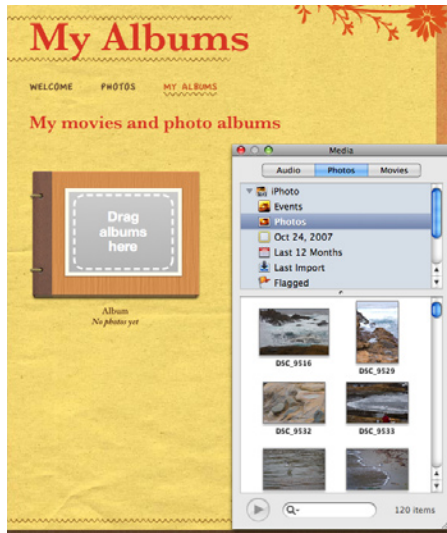 My Albums
WELCOME PHOTOS MY ALBUMS
My movies and photo albums
Drag
albums
here
Album
No photos yet
Media
Audio Photos Movies
iPhoto
Events
Photos
Oct 24, 2007
Last 12 Months
Last Import
Flagged
DSC_9516 DSC_9529
DSC_9532 DSC_9533
120 items